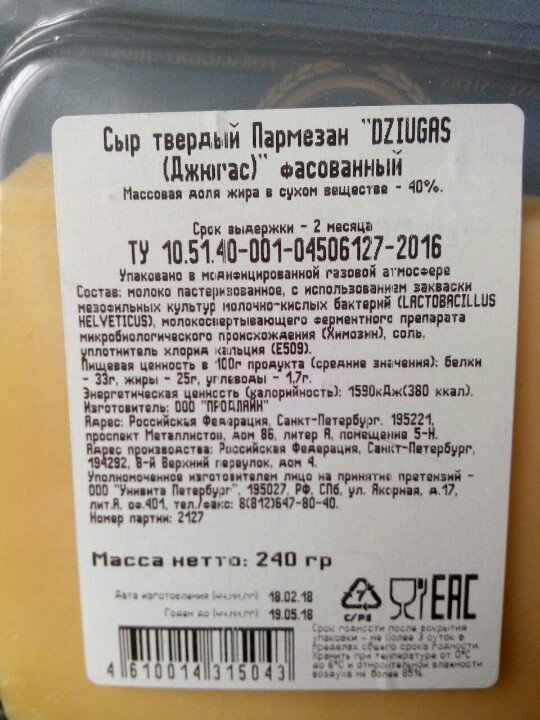 Сыр твердый Пармезан "DZIUGAS
(Джюгас)" фасованный
Массовая доля жира в сухом веществе - 40%.
Срок выдержки - 2 месяца
ТУ 10.51.40-001-04506127-2016
Упаковано в модифицированной газовой атмосфере
Состав: молоко пастеризованное, с использованием закваски
мезофильных культур молочно-кислых бактерий (LACTOBACILLUS
HELVETICUS), молокосвертывающего ферментного препарата
микробиологического происхождения (Химозин), соль,
уплотнитель хлорид кальция (E509).
Пищевая ценность в 100г продукта (средние значения): белки
- 33г, жиры - 25г, углеводы - 1,7г.
Энергетическая ценность (калорийность): 1590кДж(380 ккал).
Изготовитель: ООО "ПРОДЛАЙН"
Адрес: Российская Федерация, Санкт-Петербург, 195221,
проспект Металлистов, дом 86, литер А, помещение 5-Н.
Адрес производства: Российская Федерация, Санкт-Петербург,
194292, 8-й Верхний переулок, дом 4.
Уполномоченное изготовителем лицо на принятие претензий -
ООО "Унивита Петербург", 195027, РФ, СПб, ул. Якорная, д.17,
лит.А, оф.401, тел./факс: 8(812)647-80-40.
Номер партии: 2127
Масса нетто: 240 гр
Дата изготовления 18.02.18
Годен до 19.05.18
7
C/PE
EAC
Срок годности после вскрытия
упаковки - не более 3 суток в
пределах общего срока годности
Хранить при температуре от 0°С
до 6°С и относительной влажности
воздуха не более 85%.
4 610014 315043